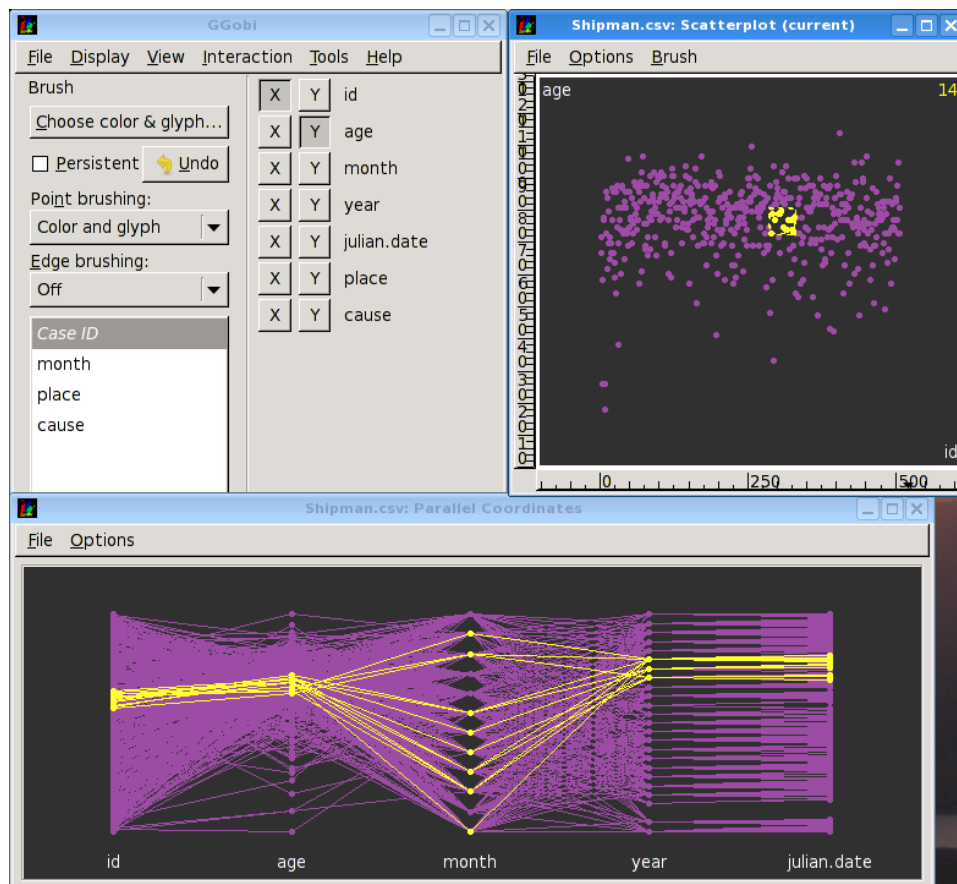 GGobi
File Display View Interaction Tools Help
Brush
Choose color & glyph...
Persistent Undo
Point brushing:
Color and glyph
Edge brushing:
Off
Case ID
month
place
cause
X Y id
X Y age
X Y month
X Y year
X Y julian.date
X Y place
X Y cause
Shipman.csv: Scatterplot (current)
File Options Brush
age
14
id
0 250 500
Shipman.csv: Parallel Coordinates
File Options
id age month year julian.date